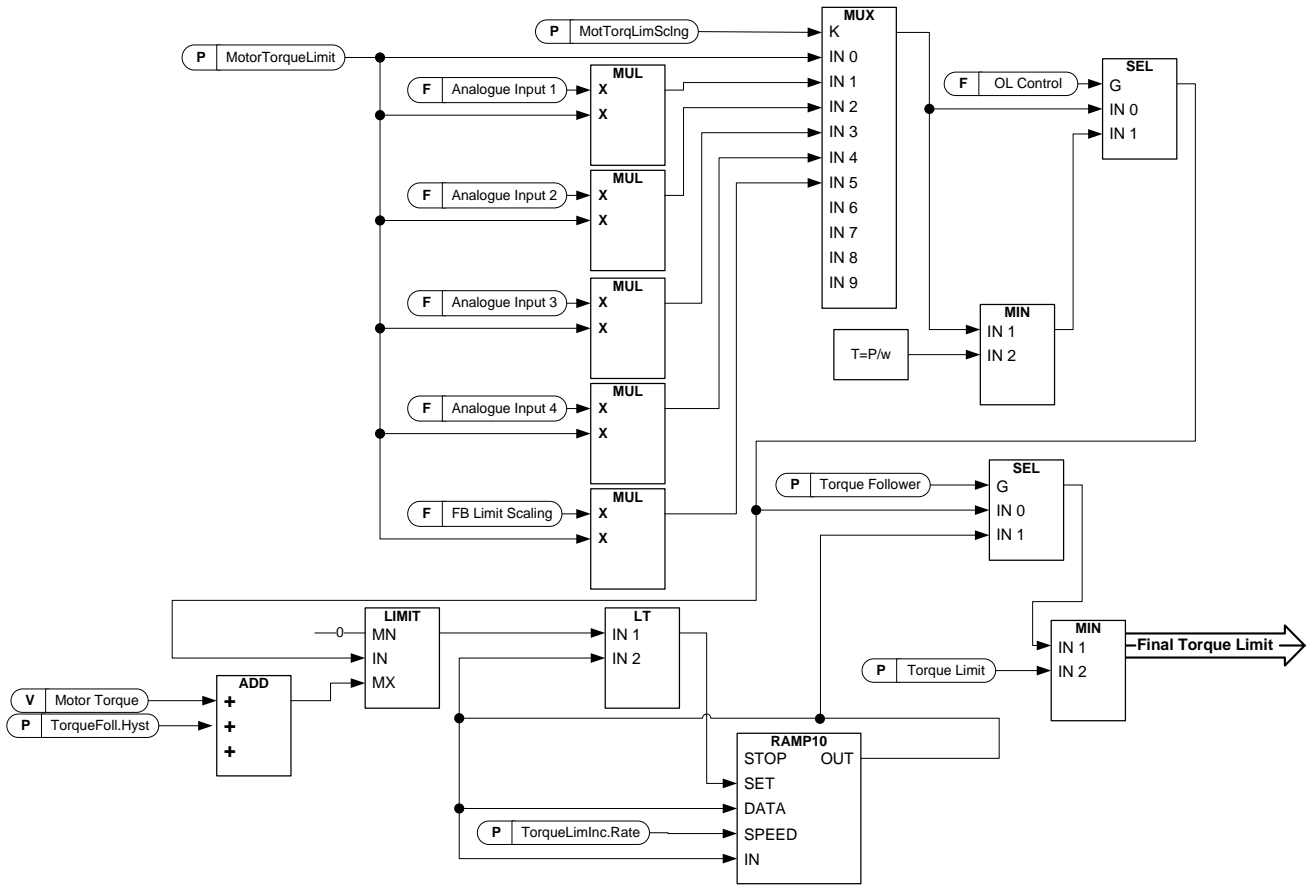 MUX
P MotTorqLimSclng
K
P MotorTorqueLimit
IN 0
SEL
MUL
F Analogue Input 1
X
X
IN 1
IN 2
IN 3
IN 4
IN 5
IN 6
IN 7
IN 8
IN 9
F OL Control
G
IN 0
IN 1
MUL
F Analogue Input 2
X
X
MUL
F Analogue Input 3
X
X
MIN
IN 1
IN 2
T=P/w
MUL
F Analogue Input 4
X
X
MUL
F FB Limit Scaling
X
X
SEL
P Torque Follower
G
IN 0
IN 1
LIMIT
0
MN
IN
MX
LT
IN 1
IN 2
MIN
IN 1
IN 2
Final Torque Limit
P Torque Limit
ADD
V Motor Torque
+
P TorqueFoll.Hyst
+
+
RAMP10
STOP OUT
SET
DATA
P TorqueLimInc.Rate
SPEED
IN